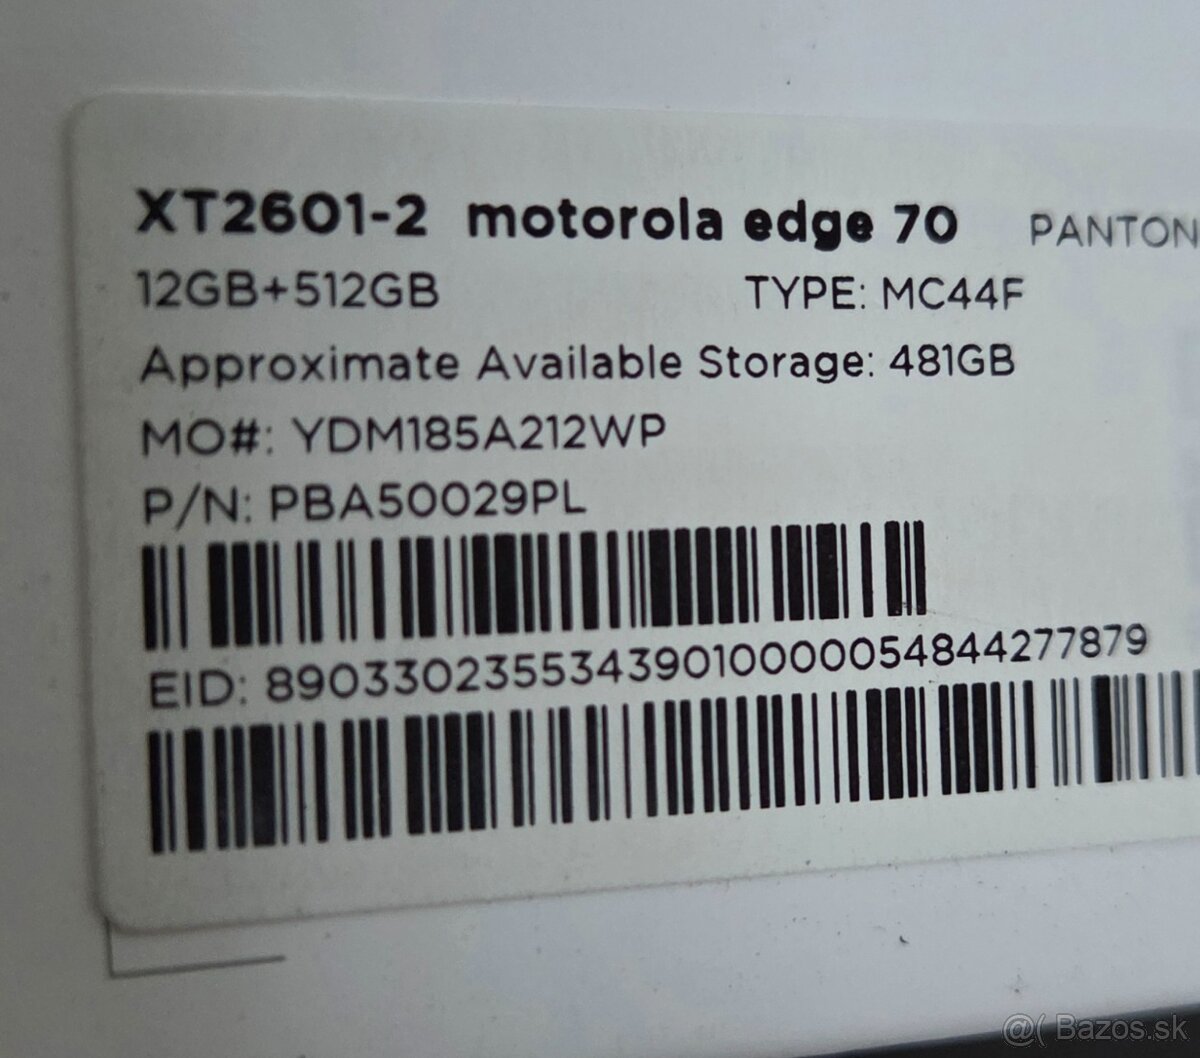 XT2601-2 motorola edge 70 PANTON
12GB+512GB TYPE: MC44F
Approximate Available Storage: 481GB
MO#: YDM185A212WP
P/N: PBA50029PL
EID: 89033023553439010000054844277879
@( Bazos.sk